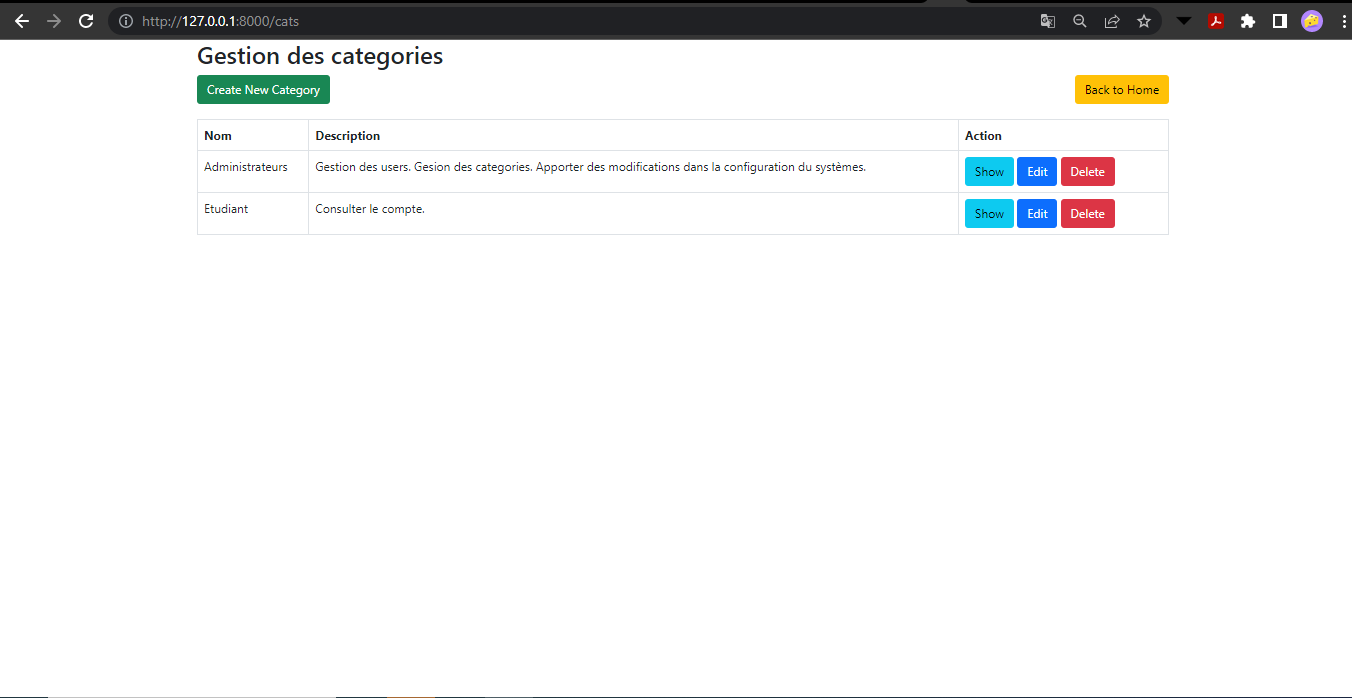 http://127.0.0.1:8000/cats
Gestion des categories
Create New Category
Back to Home
Nom Description Action
Administrateurs Gestion des users. Gesion des categories. Apporter des modifications dans la configuration du systèmes. Show Edit Delete
Etudiant Consulter le compte. Show Edit Delete